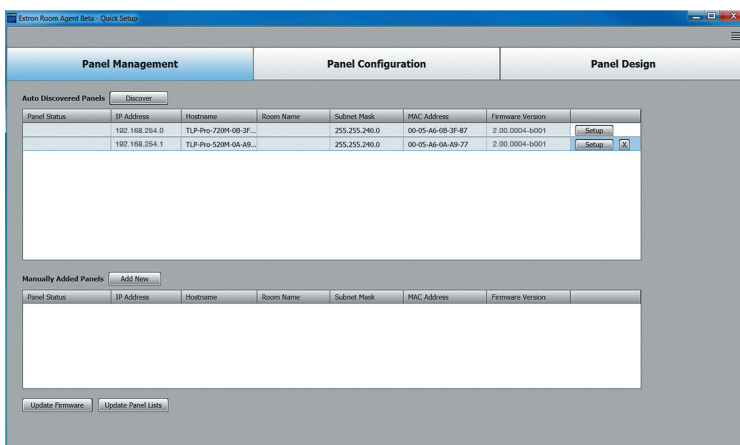 Extron Room Agent Beta - Quick Setup
Panel Management Panel Configuration Panel Design
Auto Discovered Panels Discover
Panel Status IP Address Hostname Room Name Subnet Mask MAC Address Firmware Version
192.168.254.0 TLP-Pro-720M-0B-3F... 255.255.240.0 00-05-A6-0B-3F-87 2.00.0004-b001 Setup
192.168.254.1 TLP-Pro-520M-0A-A9... 255.255.240.0 00-05-A6-0A-A9-77 2.00.0004-b001 Setup X
Manually Added Panels Add New
Panel Status IP Address Hostname Room Name Subnet Mask MAC Address Firmware Version
Update Firmware Update Panel Lists